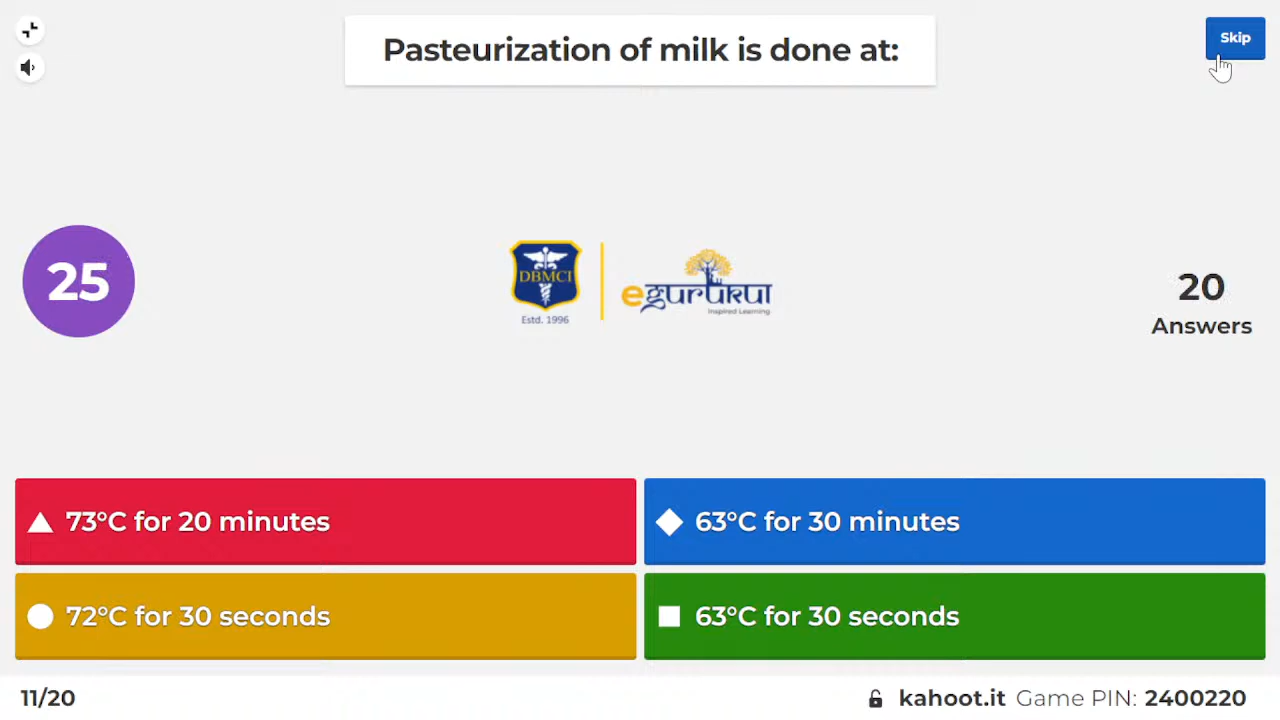 Pasteurization of milk is done at:
Skip
25
DBMCI
Estd. 1996
egurukul
Inspired Learning
20
Answers
73°C for 20 minutes
63°C for 30 minutes
72°C for 30 seconds
63°C for 30 seconds
11/20
kahoot.it Game PIN: 2400220